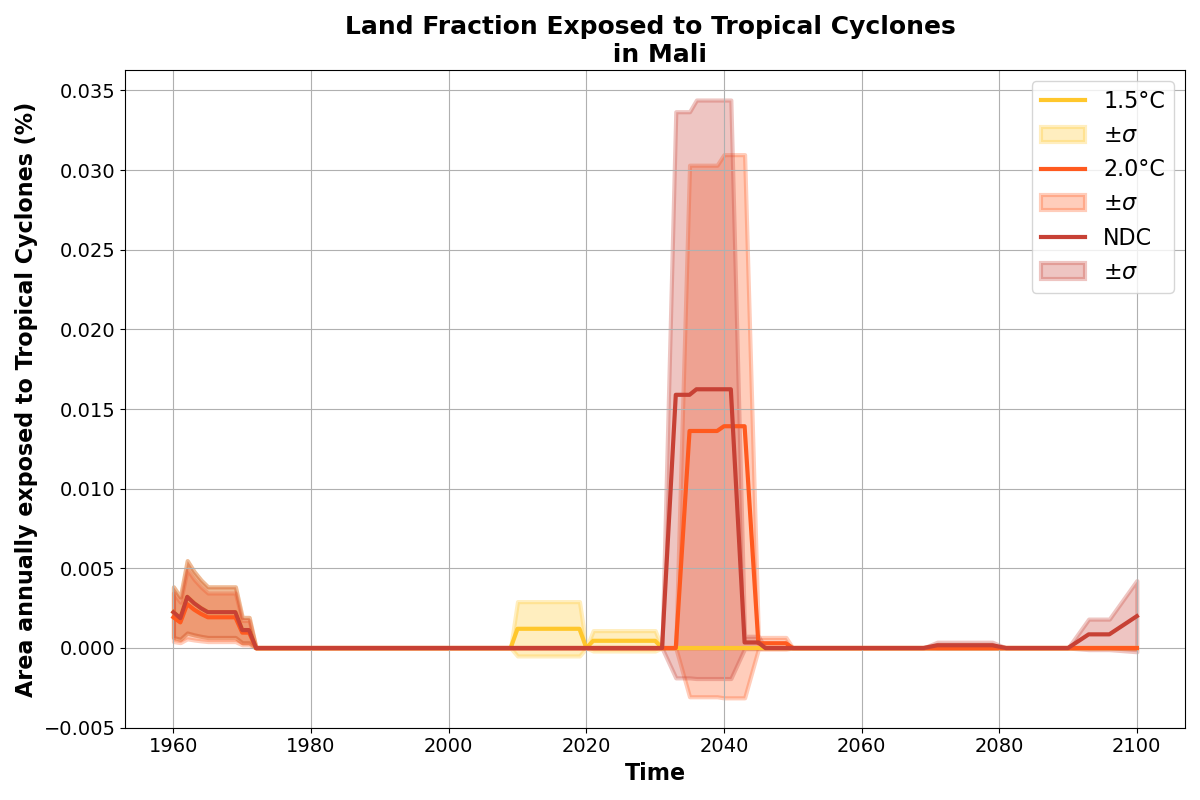 Land Fraction Exposed to Tropical Cyclones
in Mali
Area annually exposed to Tropical Cyclones (%)
0.035
0.030
0.025
0.020
0.015
0.010
0.005
0.000
−0.005
1.5°C
±σ
2.0°C
±σ
NDC
±σ
1960
1980
2000
2020
2040
2060
2080
2100
Time